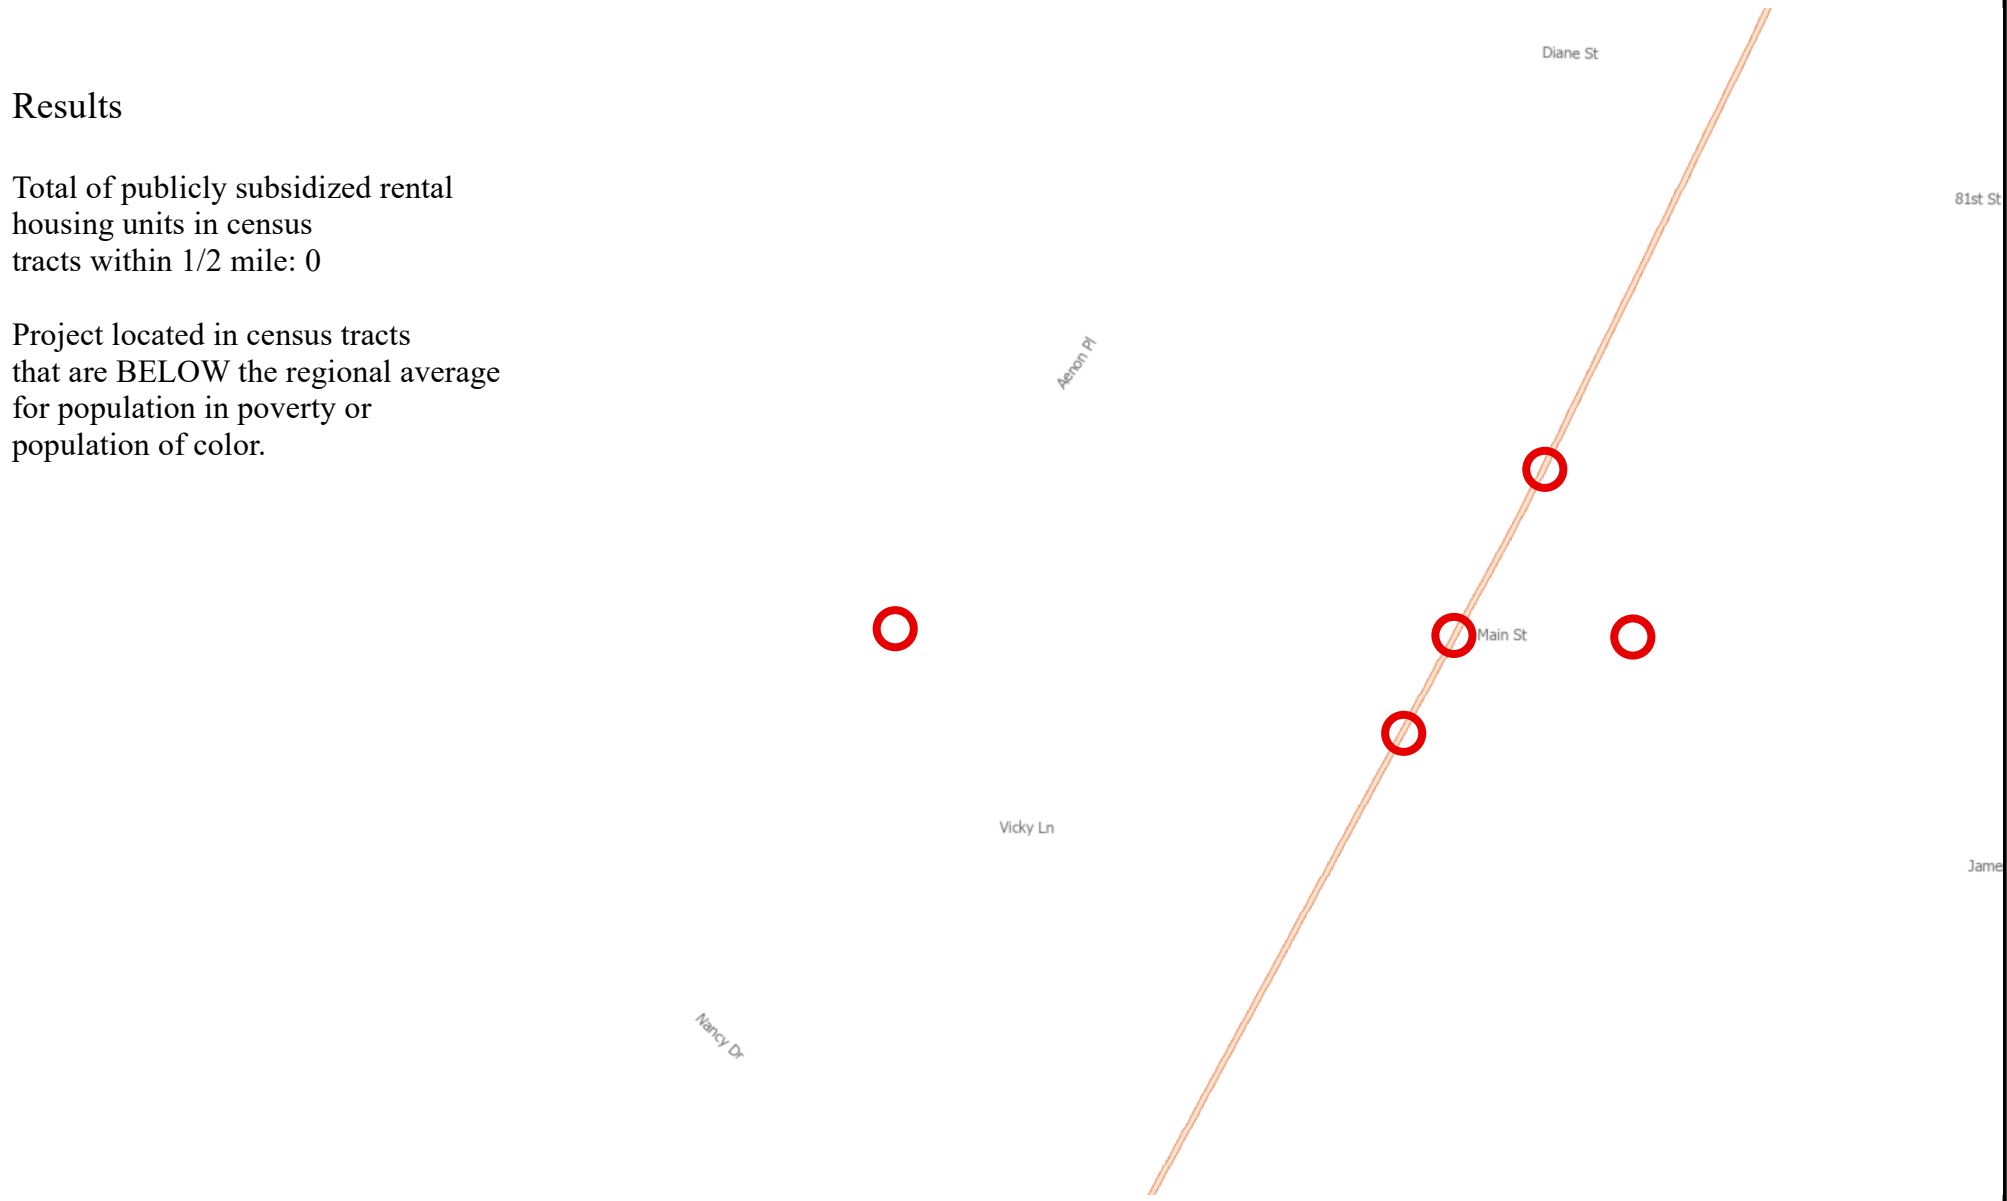 Results
Total of publicly subsidized rental
housing units in census
tracts within 1/2 mile: 0
Project located in census tracts
that are BELOW the regional average
for population in poverty or
population of color.
Diane St
81st St
Aenon Pl
Main St
Vicky Ln
Jame
Nancy Dr